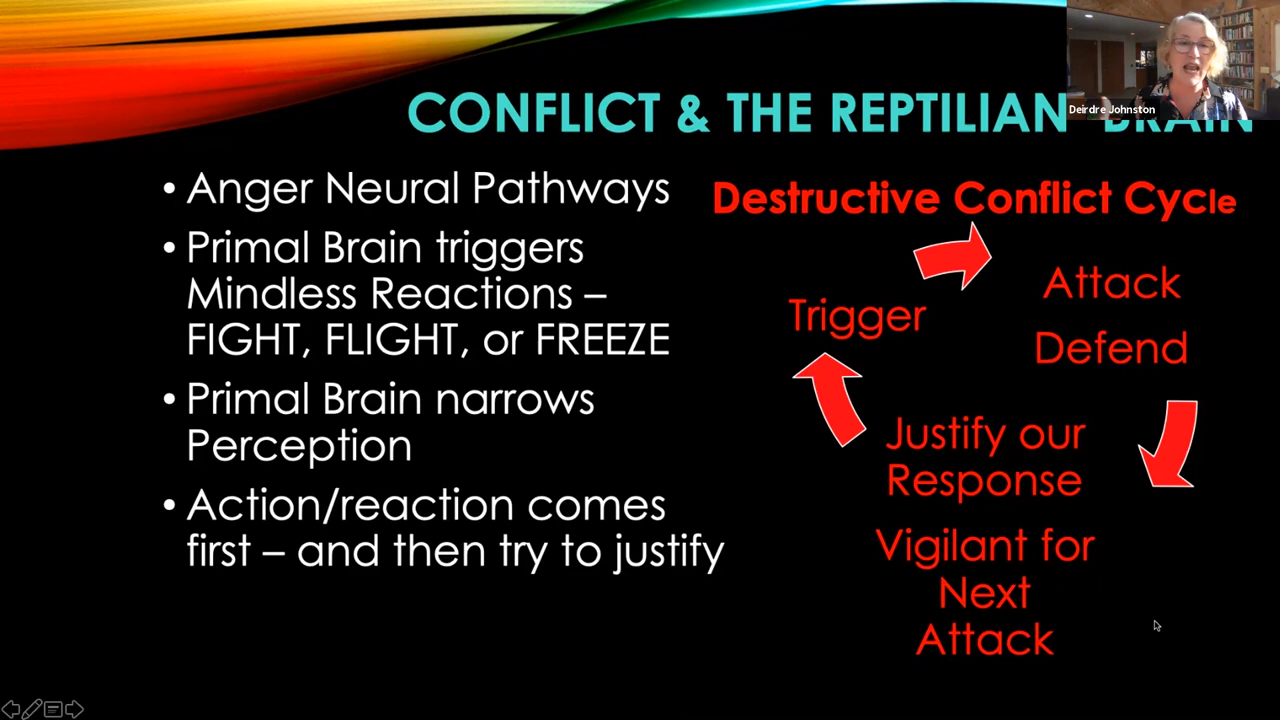 Deirdre Johnston
CONFLICT & THE REPTILIAN BRAIN
• Anger Neural Pathways
• Primal Brain triggers
Mindless Reactions –
FIGHT, FLIGHT, or FREEZE
• Primal Brain narrows
Perception
• Action/reaction comes
first – and then try to justify
Destructive Conflict Cycle
Trigger
Attack
Defend
Justify our
Response
Vigilant for
Next
Attack